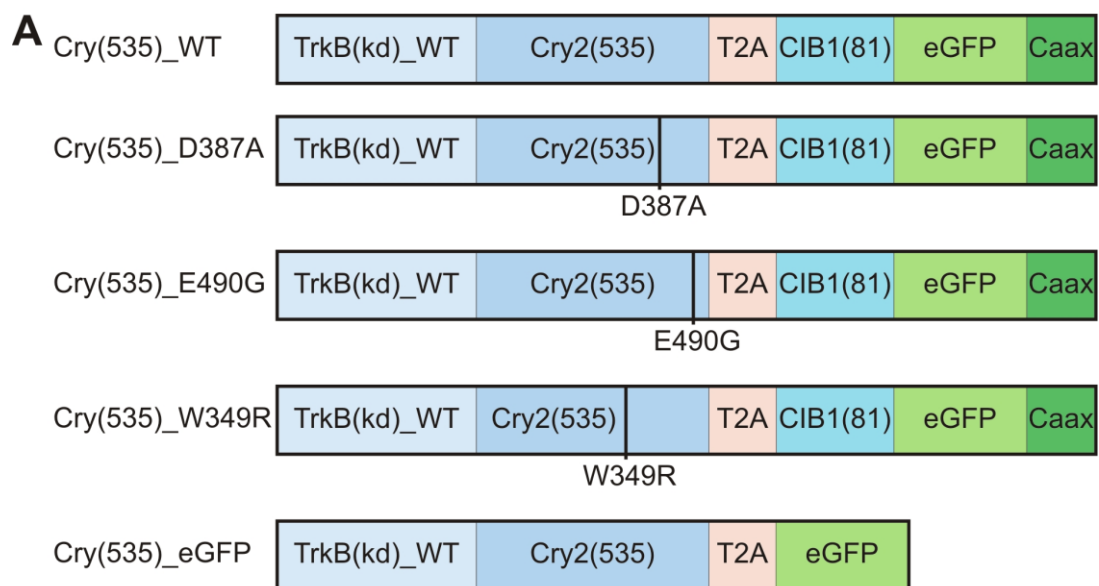 A
Cry(535)_WT TrkB(kd)_WT Cry2(535) T2A CIB1(81) eGFP Caax
Cry(535)_D387A TrkB(kd)_WT Cry2(535) T2A CIB1(81) eGFP Caax
D387A
Cry(535)_E490G TrkB(kd)_WT Cry2(535) T2A CIB1(81) eGFP Caax
E490G
Cry(535)_W349R TrkB(kd)_WT Cry2(535) T2A CIB1(81) eGFP Caax
W349R
Cry(535)_eGFP TrkB(kd)_WT Cry2(535) T2A eGFP